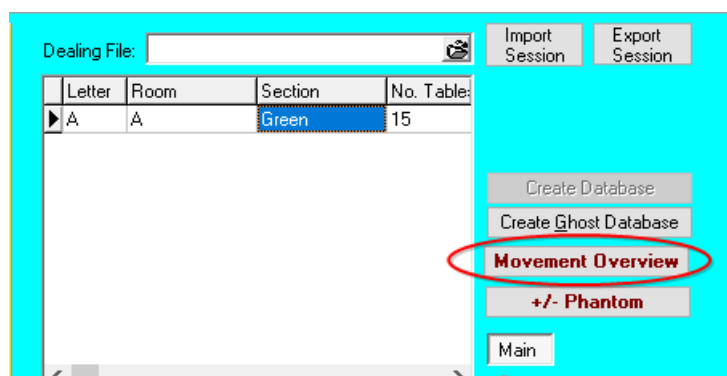 Dealing File:
Import Session
Export Session
Letter Room Section No. Tables
A A Green 15
Create Database
Create Ghost Database
Movement Overview
+/- Phantom
Main